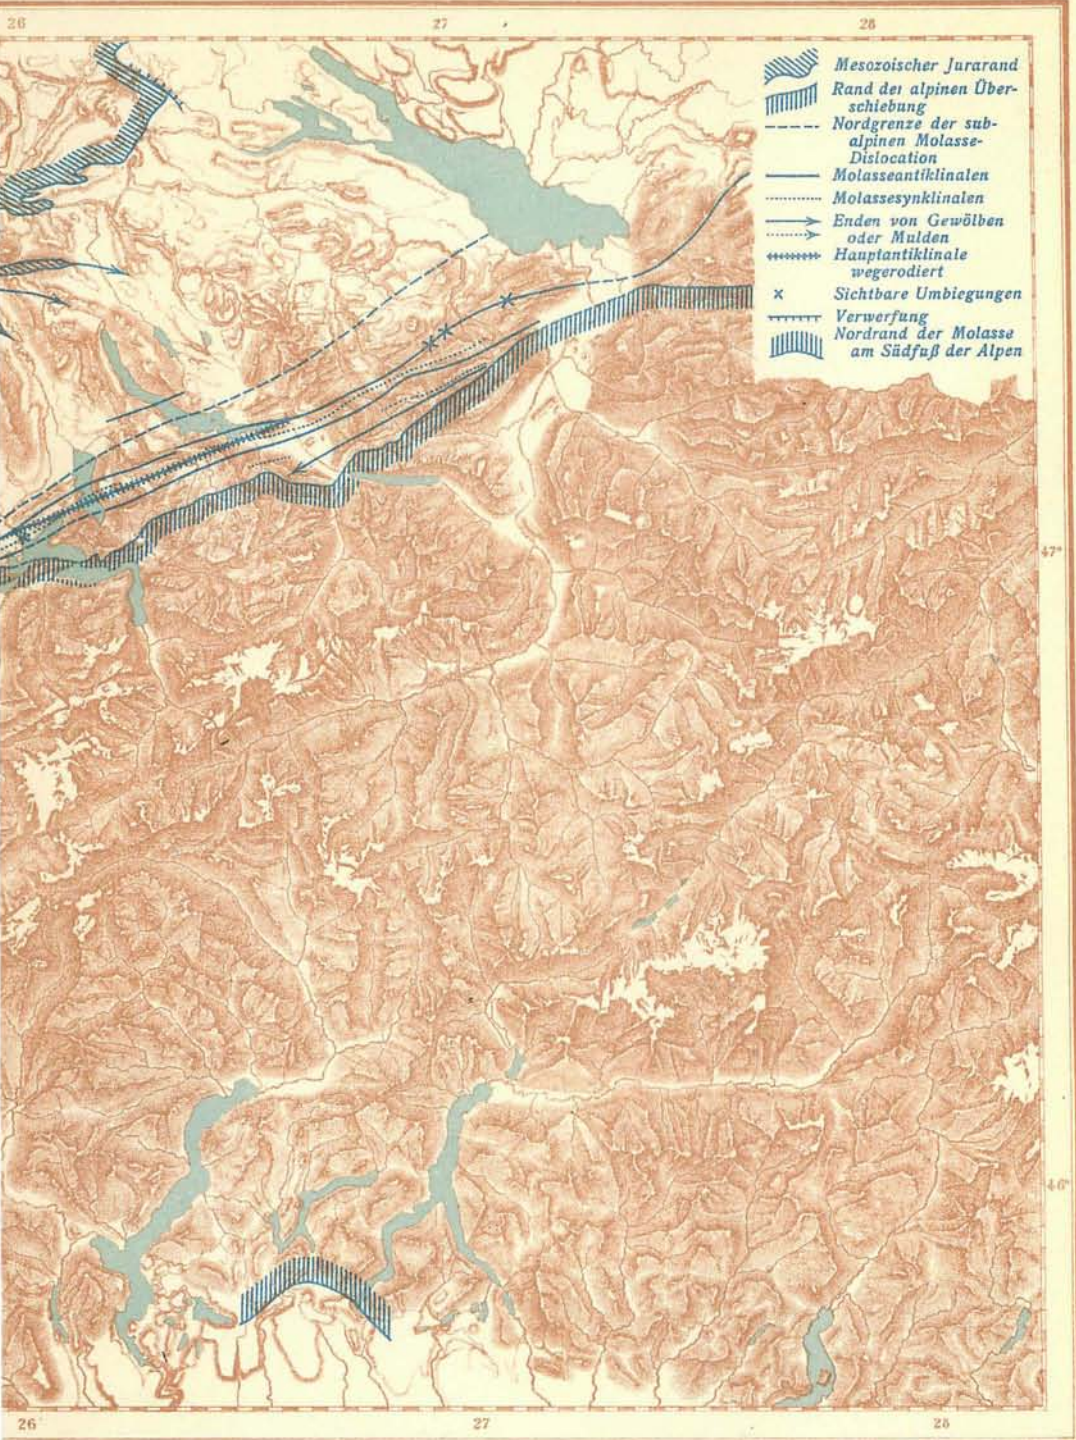 26 27 28
Mesozoischer Jurarand
Rand der alpinen Über-
schiebung
Nordgrenze der sub-
alpinen Molasse-
Dislocation
Molasseantiklinalen
Molassesynklinalen
Enden von Gewölben
oder Mulden
Hauptantiklinale
wegerodiert
Sichtbare Umbiegungen
Verwerfung
Nordrand der Molasse
am Südfuß der Alpen
47°
46°
26 27 28